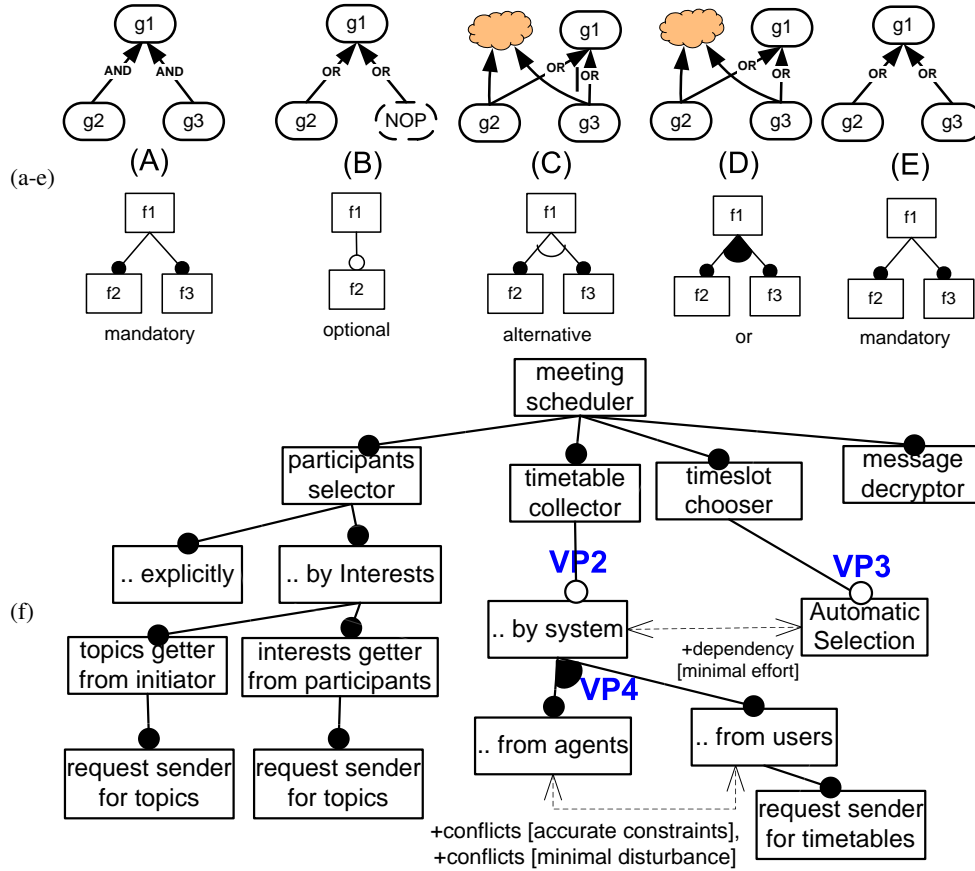 g1
AND
AND
g2
g3
(A)
g1
OR
OR
g2
NOP
(B)
g1
OR
OR
g2
g3
(C)
g1
OR
OR
g2
g3
(D)
g1
OR
OR
g2
g3
(E)
(a-e)
f1
f2
f3
mandatory
f1
f2
optional
f1
f2
f3
alternative
f1
f2
f3
or
f1
f2
f3
mandatory
(f)
meeting
scheduler
participants
selector
timetable
collector
timeslot
chooser
message
decryptor
.. explicitly
.. by Interests
VP2
VP3
.. by system
Automatic
Selection
+dependency
[minimal effort]
topics getter
from initiator
interests getter
from participants
VP4
.. from agents
.. from users
request sender
for topics
request sender
for topics
request sender
for timetables
+conflicts [accurate constraints],
+conflicts [minimal disturbance]